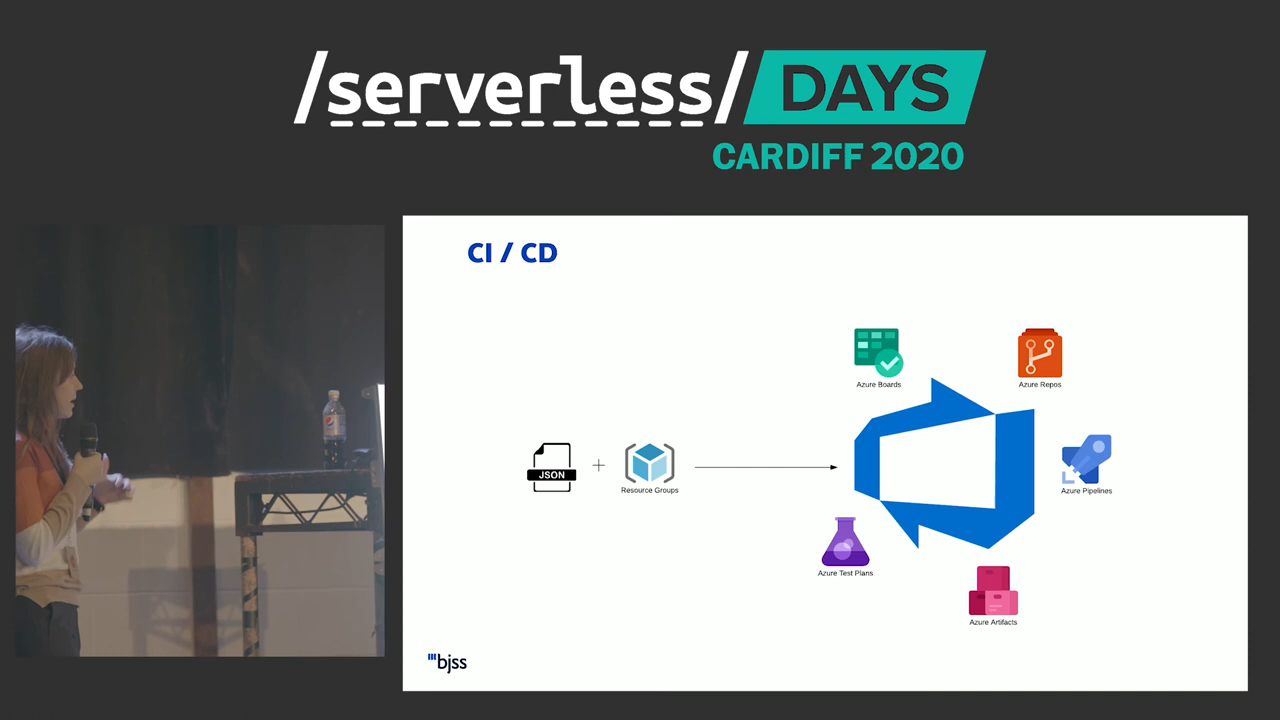 /serverless/ DAYS
CARDIFF 2020
CI / CD
Azure Boards
Azure Repos
JSON
+
Resource Groups
Azure Pipelines
Azure Test Plans
Azure Artifacts
bjss